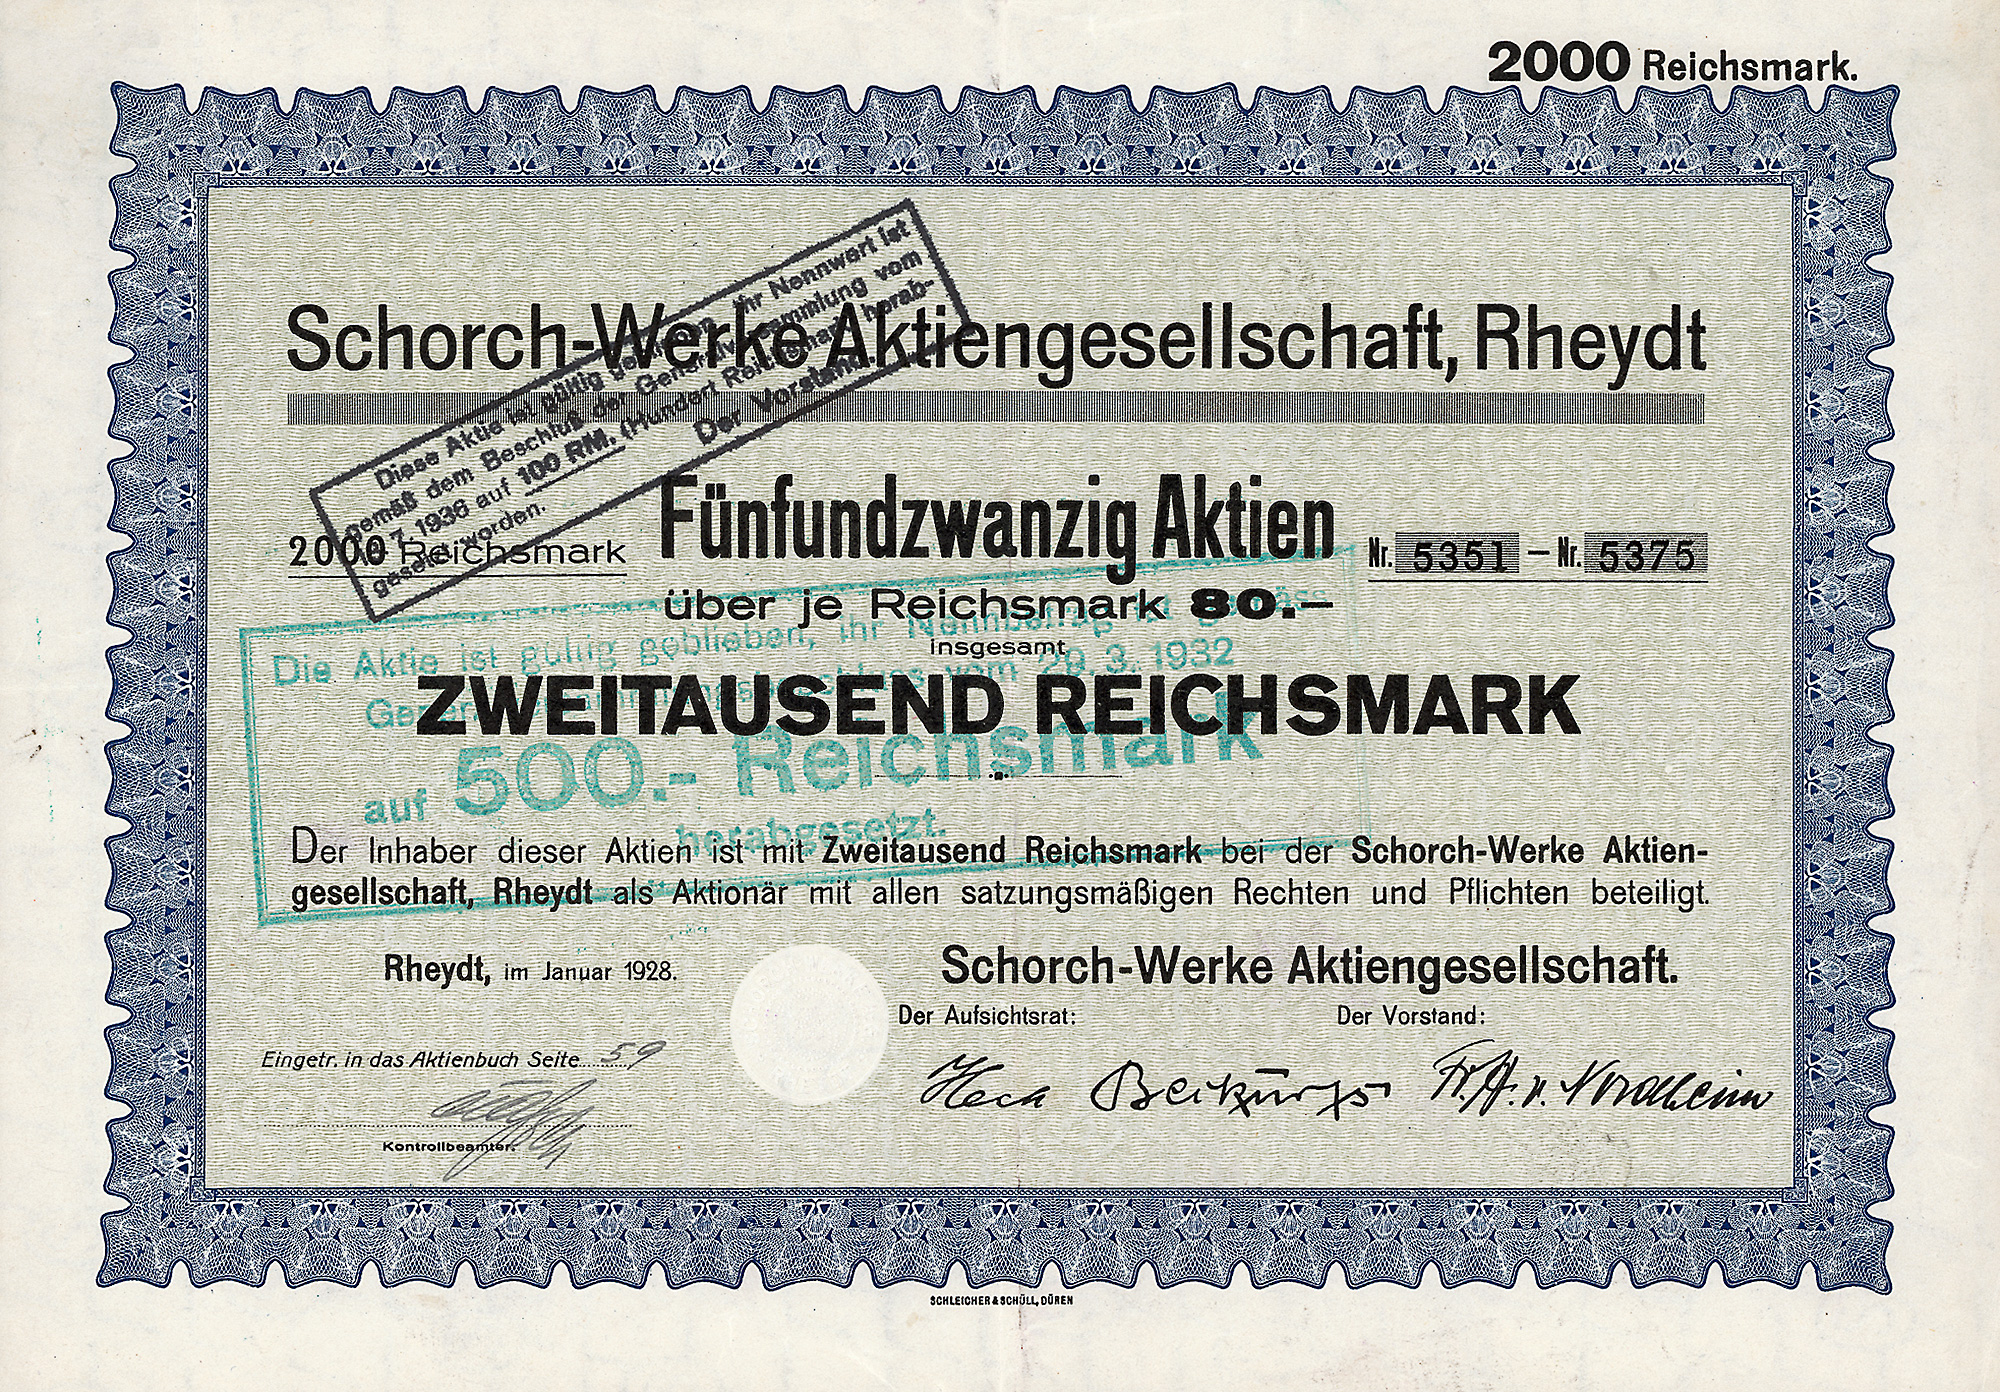 2000 Reichsmark.
Schorch-Werke Aktiengesellschaft, Rheydt
Diese Aktie ist gültig geblieben. Ihr Nennwert ist
gemäß dem Beschluß der Generalversammlung vom
7. 1936 auf 100 RM. (Hundert Reichsmark) herab-
gesetzt worden.
Der Vorstand.
2000 Reichsmark
Fünfundzwanzig Aktien
Nr. 5351 – Nr. 5375
über je Reichsmark 80.–
insgesamt
ZWEITAUSEND REICHSMARK
Die Aktie ist gültig geblieben, ihr Nennbetrag ist gemäss
Generalversammlungsbeschluss vom 29. 3. 1932
auf 500.- Reichsmark
herabgesetzt.
Der Inhaber dieser Aktien ist mit Zweitausend Reichsmark bei der Schorch-Werke Aktien-
gesellschaft, Rheydt als Aktionär mit allen satzungsmäßigen Rechten und Pflichten beteiligt.
Rheydt, im Januar 1928.
Schorch-Werke Aktiengesellschaft.
Der Aufsichtsrat:
Der Vorstand:
Eingetr. in das Aktienbuch Seite 59
Kontrollbeamter.
SCHLEICHER & SCHÜLL, DÜREN